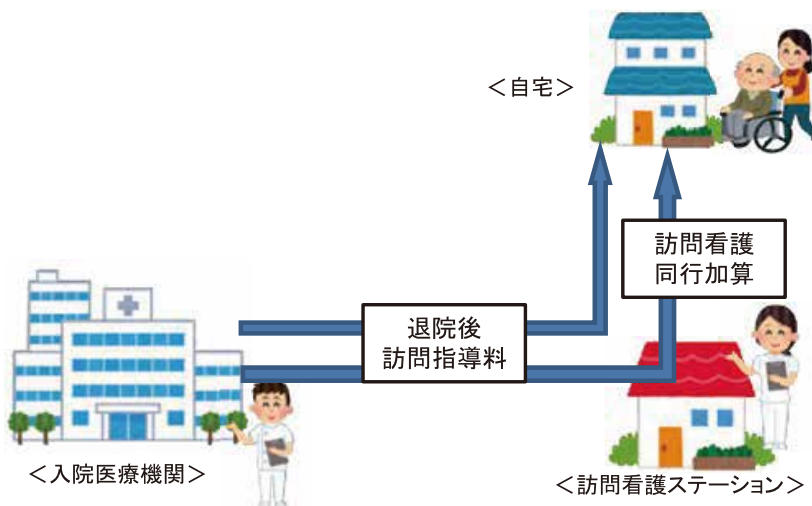 ＜自宅＞
訪問看護
同行加算
退院後
訪問指導料
＜入院医療機関＞
＜訪問看護ステーション＞